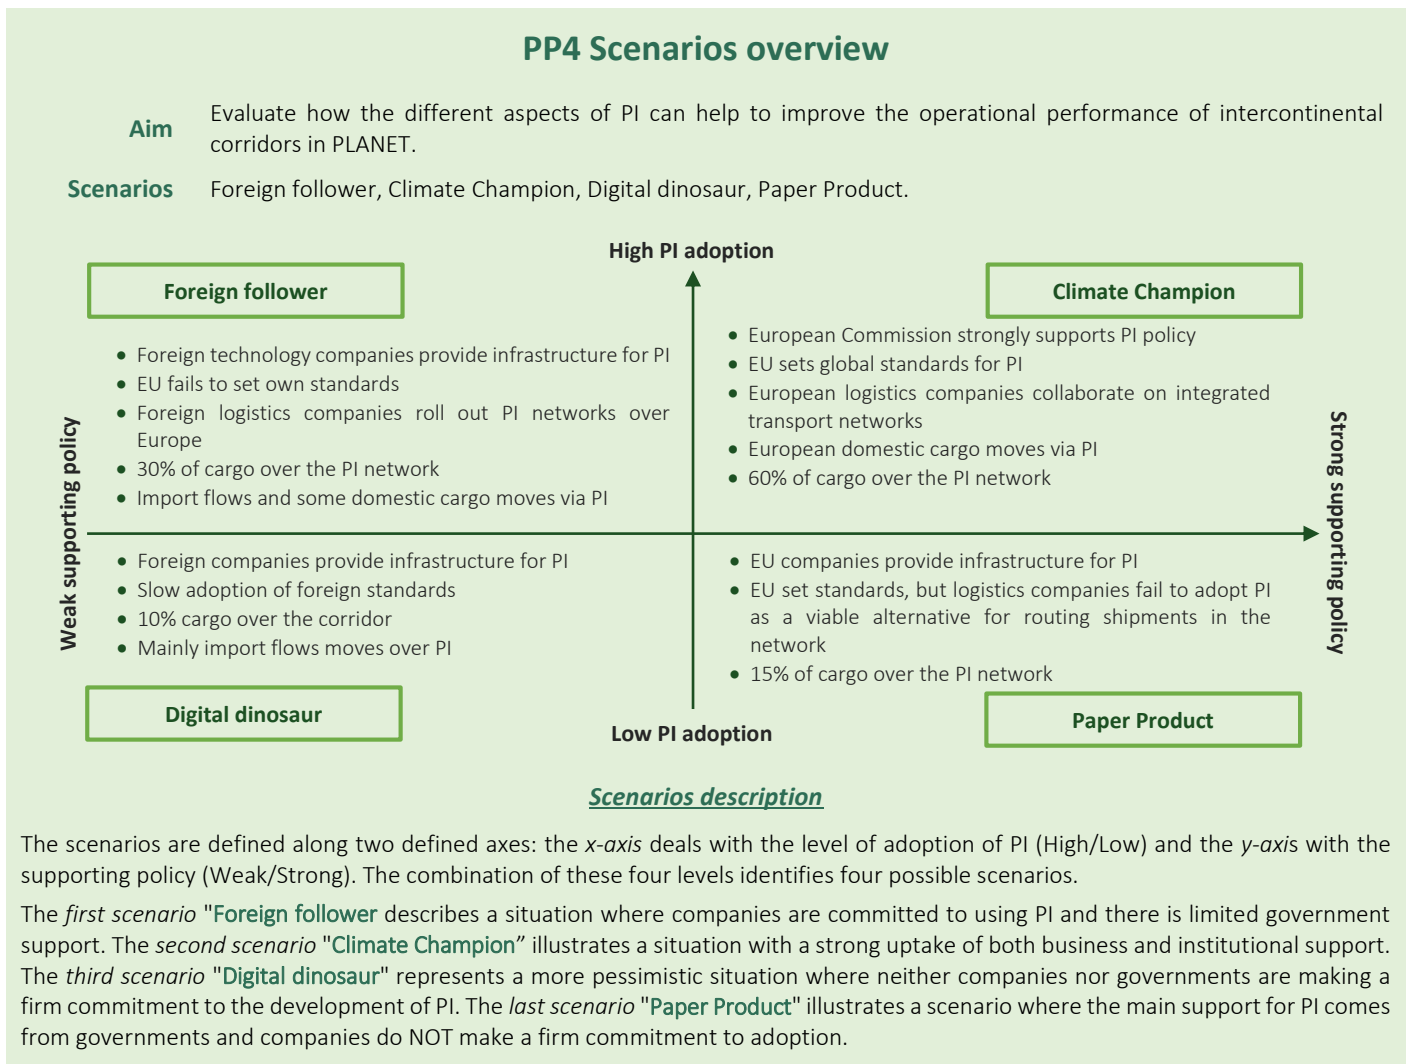 PP4 Scenarios overview
Aim
Evaluate how the different aspects of PI can help to improve the operational performance of intercontinental
corridors in PLANET.
Scenarios
Foreign follower, Climate Champion, Digital dinosaur, Paper Product.
High PI adoption
Foreign follower
• Foreign technology companies provide infrastructure for PI
• EU fails to set own standards
• Foreign logistics companies roll out PI networks over
Europe
• 30% of cargo over the PI network
• Import flows and some domestic cargo moves via PI
Climate Champion
• European Commission strongly supports PI policy
• EU sets global standards for PI
• European logistics companies collaborate on integrated
transport networks
• European domestic cargo moves via PI
• 60% of cargo over the PI network
Weak supporting policy
Strong supporting policy
• Foreign companies provide infrastructure for PI
• Slow adoption of foreign standards
• 10% cargo over the corridor
• Mainly import flows moves over PI
Digital dinosaur
• EU companies provide infrastructure for PI
• EU set standards, but logistics companies fail to adopt PI
as a viable alternative for routing shipments in the
network
• 15% of cargo over the PI network
Paper Product
Low PI adoption
Scenarios description
The scenarios are defined along two defined axes: the x-axis deals with the level of adoption of PI (High/Low) and the y-axis with the
supporting policy (Weak/Strong). The combination of these four levels identifies four possible scenarios.
The first scenario "Foreign follower describes a situation where companies are committed to using PI and there is limited government
support. The second scenario "Climate Champion” illustrates a situation with a strong uptake of both business and institutional support.
The third scenario "Digital dinosaur" represents a more pessimistic situation where neither companies nor governments are making a
firm commitment to the development of PI. The last scenario "Paper Product" illustrates a scenario where the main support for PI comes
from governments and companies do NOT make a firm commitment to adoption.